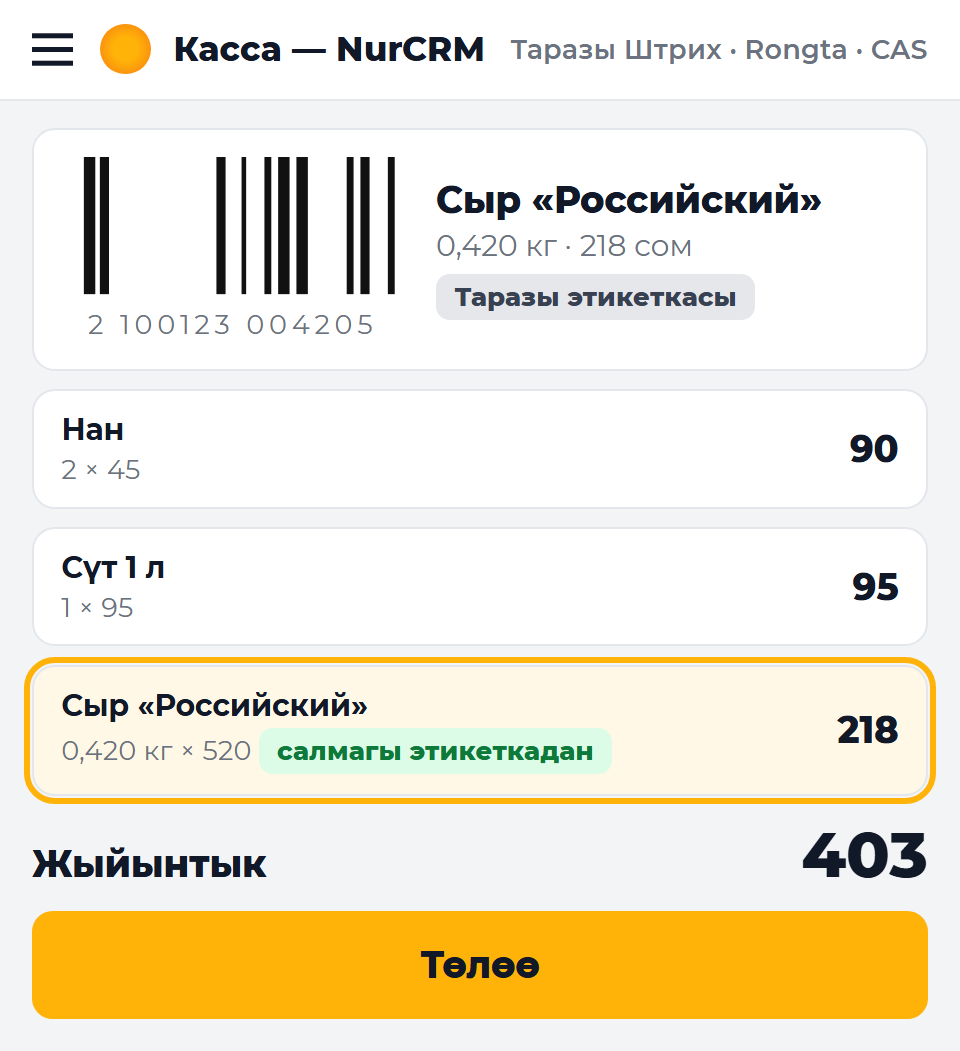 Касса — NurCRM
Таразы Штрих · Rongta · CAS
Сыр «Российский»
0,420 кг · 218 сом
Таразы этикеткасы
2 100123 004205
Нан
2 × 45
90
Сүт 1 л
1 × 95
95
Сыр «Российский»
0,420 кг × 520 салмагы этикеткадан
218
Жыйынтык
403
Төлөө